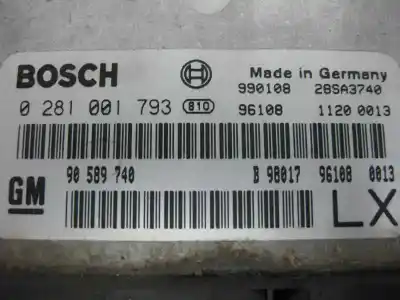 BOSCH Made in Germany
990108 28SA3740
0 281 001 793 810 96108 1120 0013
90 589 740 B 98017 96108 0013
GM LX